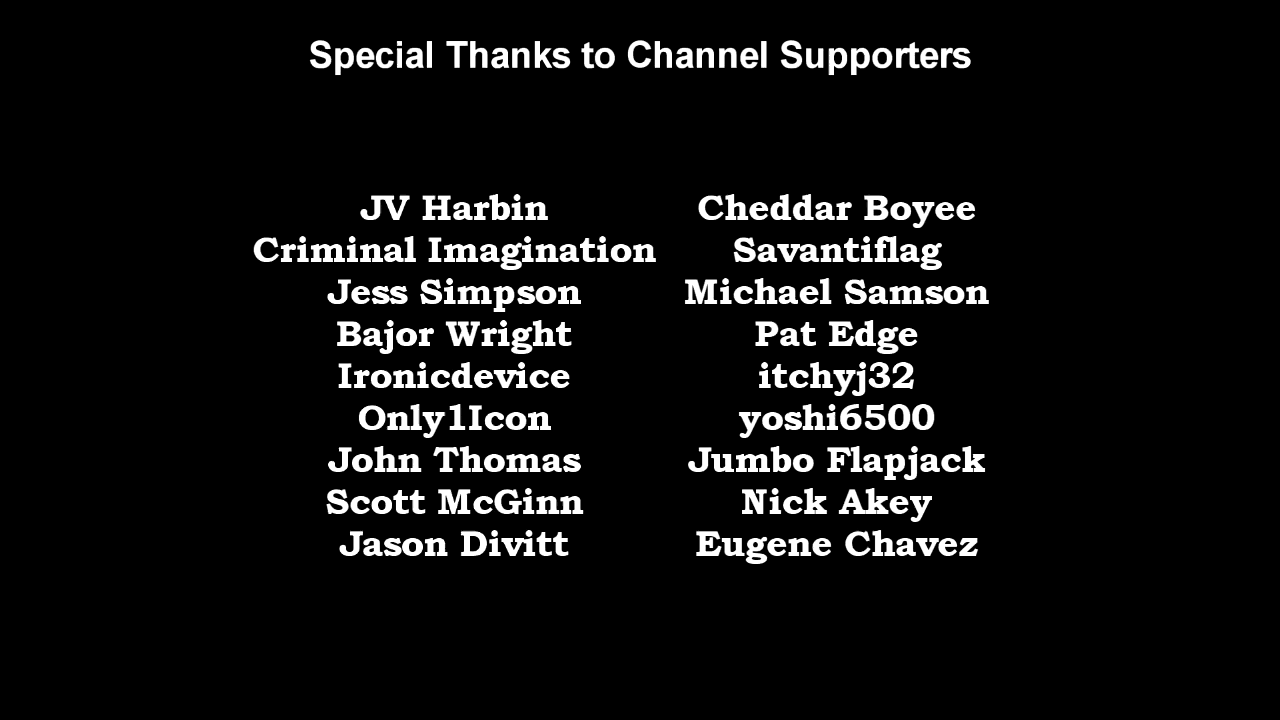 Special Thanks to Channel Supporters
JV Harbin
Criminal Imagination
Jess Simpson
Bajor Wright
Ironicdevice
Only1Icon
John Thomas
Scott McGinn
Jason Divitt
Cheddar Boyee
Savantiflag
Michael Samson
Pat Edge
itchyj32
yoshi6500
Jumbo Flapjack
Nick Akey
Eugene Chavez